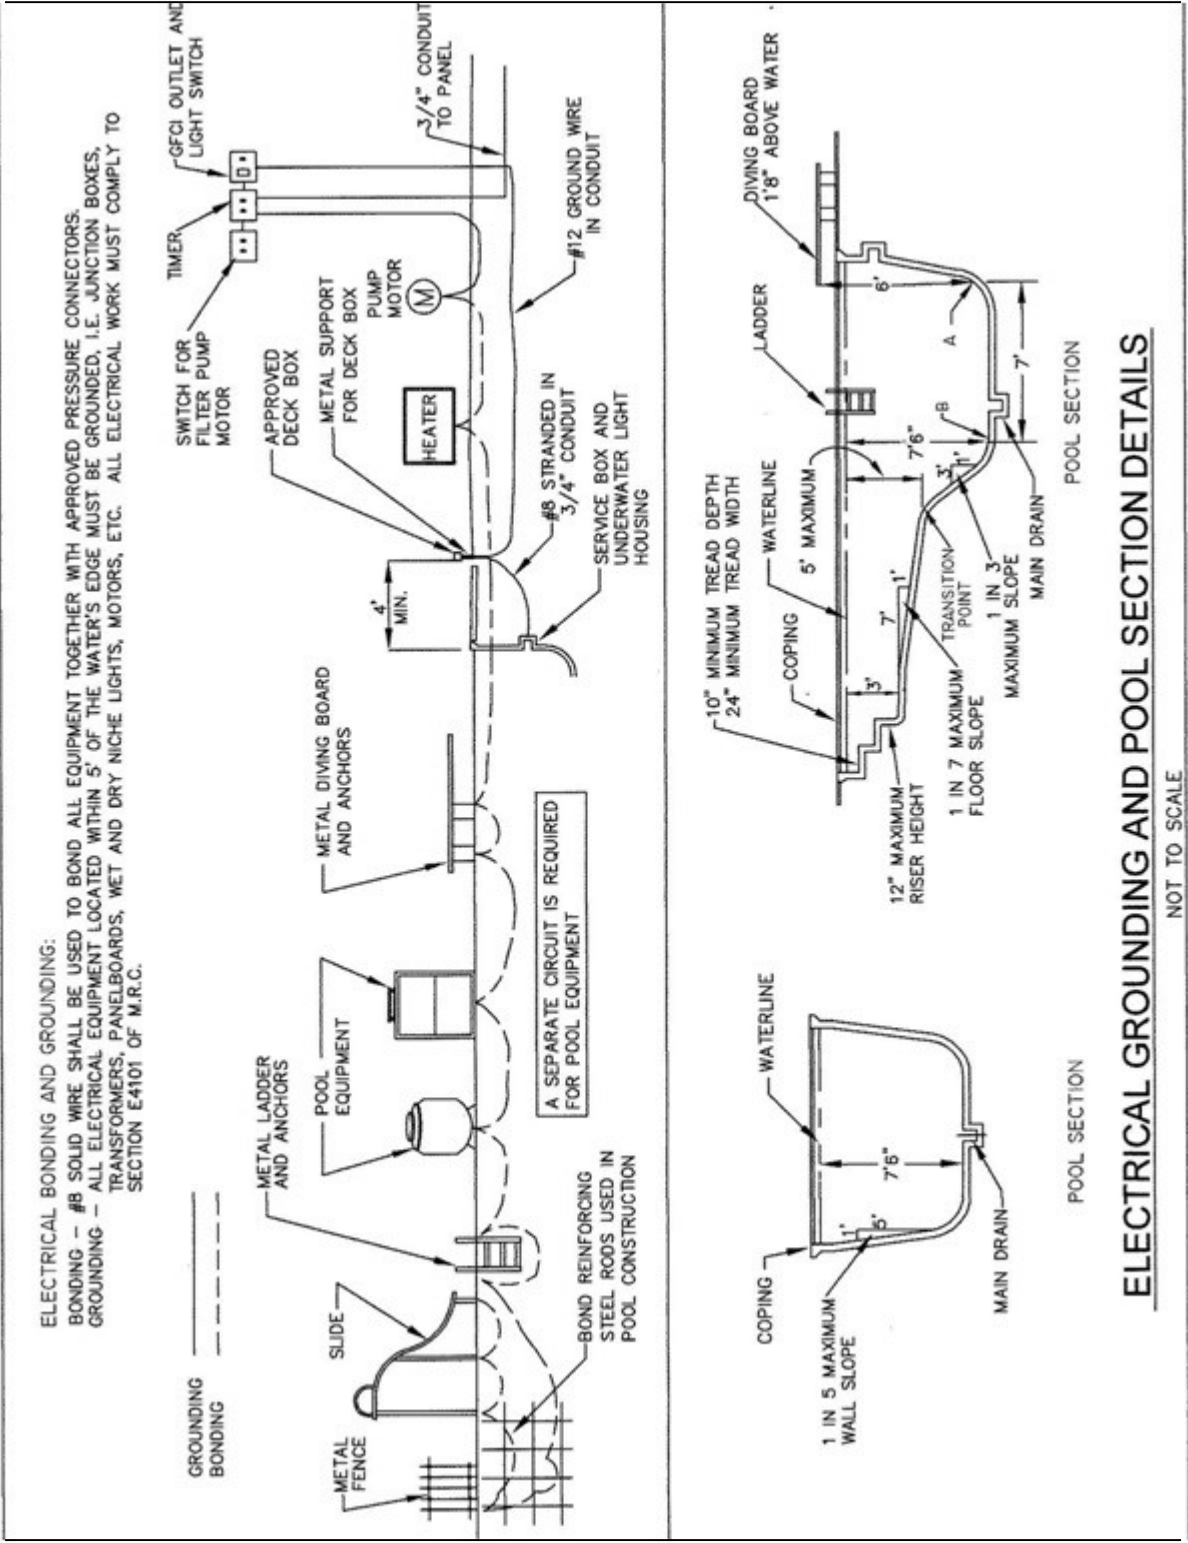 ELECTRICAL BONDING AND GROUNDING:
BONDING – #8 SOLID WIRE SHALL BE USED TO BOND ALL EQUIPMENT TOGETHER WITH APPROVED PRESSURE CONNECTORS.
GROUNDING – ALL ELECTRICAL EQUIPMENT LOCATED WITHIN 5' OF THE WATER'S EDGE MUST BE GROUNDED, I.E. JUNCTION BOXES,
TRANSFORMERS, PANELBOARDS, WET AND DRY NICHE LIGHTS, MOTORS, ETC. ALL ELECTRICAL WORK MUST COMPLY TO
SECTION E4101 OF M.R.C.
GROUNDING
BONDING
METAL
FENCE
SLIDE
METAL LADDER
AND ANCHORS
POOL
EQUIPMENT
METAL DIVING BOARD
AND ANCHORS
4'
MIN.
APPROVED
DECK BOX
METAL SUPPORT
FOR DECK BOX
HEATER
PUMP
MOTOR
M
SWITCH FOR
FILTER PUMP
MOTOR
TIMER
GFCI OUTLET AND
LIGHT SWITCH
3/4" CONDUIT
TO PANEL
#12 GROUND WIRE
IN CONDUIT
#8 STRANDED IN
3/4" CONDUIT
SERVICE BOX AND
UNDERWATER LIGHT
HOUSING
A SEPARATE CIRCUIT IS REQUIRED
FOR POOL EQUIPMENT
BOND REINFORCING
STEEL RODS USED IN
POOL CONSTRUCTION
COPING
WATERLINE
7'6"
1'
5'
1 IN 5 MAXIMUM
WALL SLOPE
MAIN DRAIN
POOL SECTION
10" MINIMUM TREAD DEPTH
24" MINIMUM TREAD WIDTH
COPING
WATERLINE
5' MAXIMUM
LADDER
DIVING BOARD
1'8" ABOVE WATER
3'
7'
1'
7'6"
3'
1'
B
A
6'
7'
12" MAXIMUM
RISER HEIGHT
1 IN 7 MAXIMUM
FLOOR SLOPE
TRANSITION
POINT
1 IN 3
MAXIMUM SLOPE
MAIN DRAIN
POOL SECTION
ELECTRICAL GROUNDING AND POOL SECTION DETAILS
NOT TO SCALE